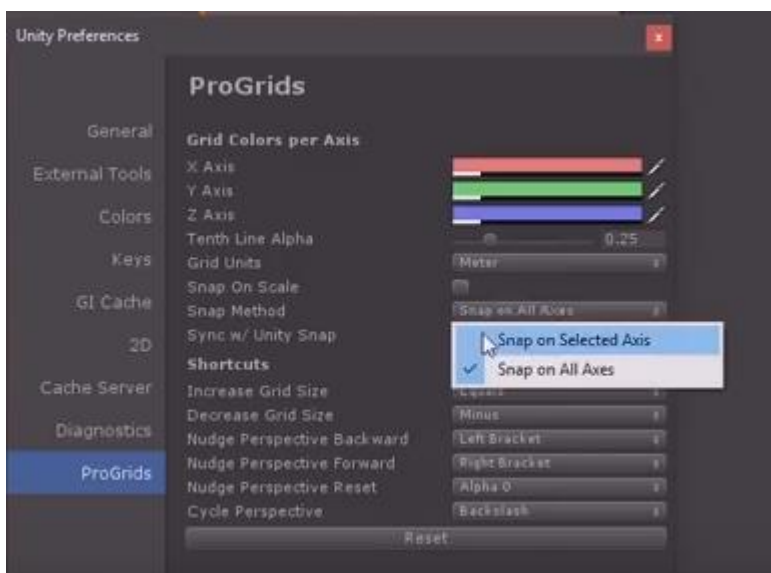 Unity Preferences
x
ProGrids
General
External Tools
Colors
Keys
GI Cache
2D
Cache Server
Diagnostics
ProGrids
Grid Colors per Axis
X Axis
Y Axis
Z Axis
Tenth Line Alpha 0.25
Grid Units Meter
Snap On Scale
Snap Method Snap on All Axes
Sync w/ Unity Snap
Snap on Selected Axis
Snap on All Axes
Shortcuts
Increase Grid Size Equals
Decrease Grid Size Minus
Nudge Perspective Backward Left Bracket
Nudge Perspective Forward Right Bracket
Nudge Perspective Reset Alpha 0
Cycle Perspective Backslash
Reset